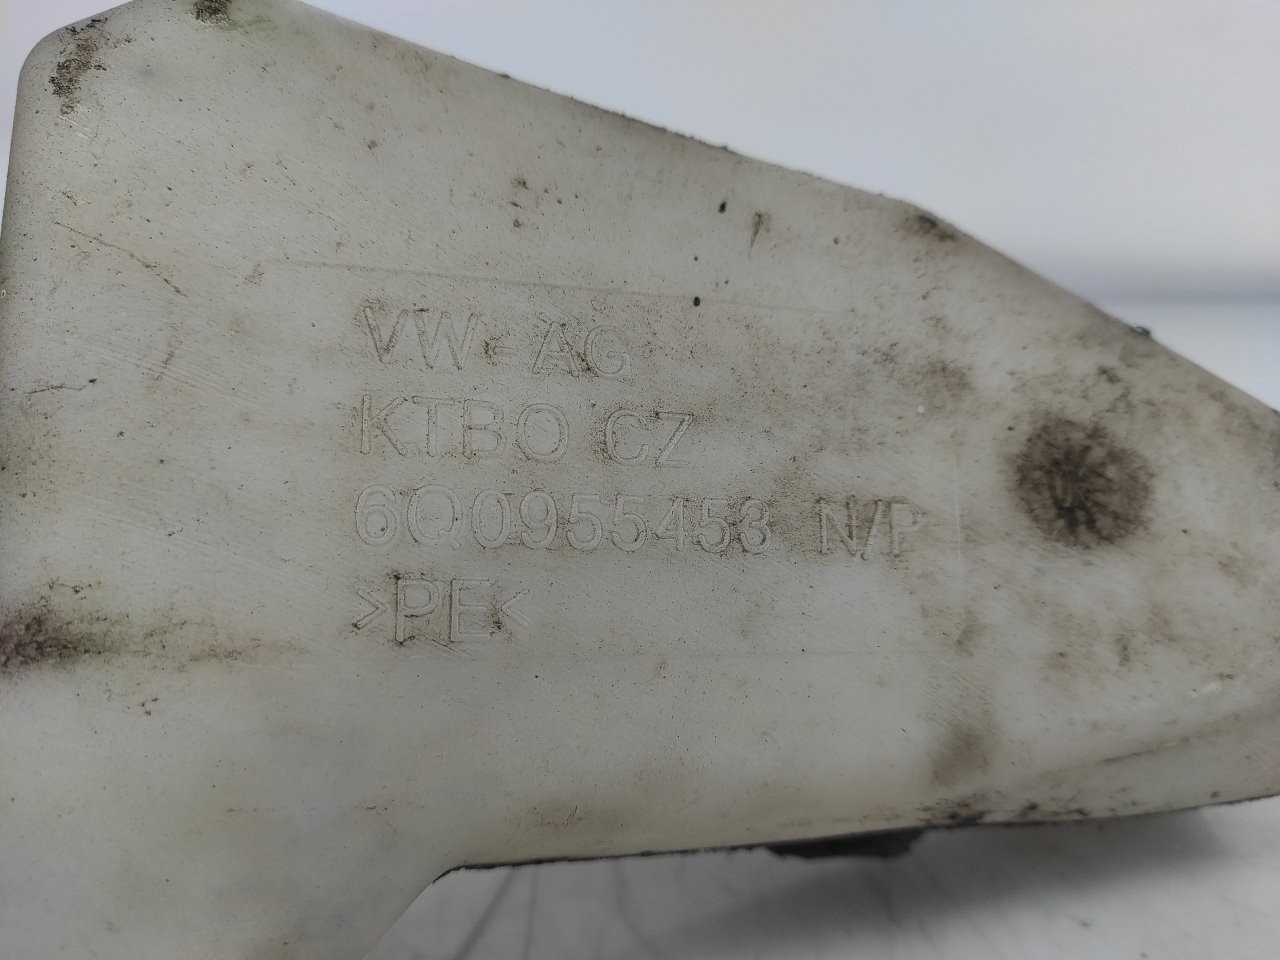 VW-AG
KTBO CZ
6Q0955453 N/P
>PE<